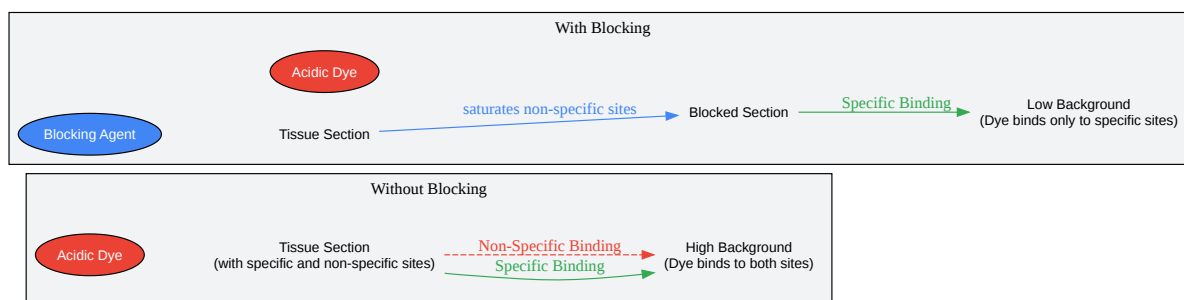 With Blocking
Acidic Dye
saturates non-specific sites
Specific Binding
Blocking Agent
Tissue Section
Blocked Section
Low Background
(Dye binds only to specific sites)
Without Blocking
Acidic Dye
Tissue Section
(with specific and non-specific sites)
Non-Specific Binding
Specific Binding
High Background
(Dye binds to both sites)